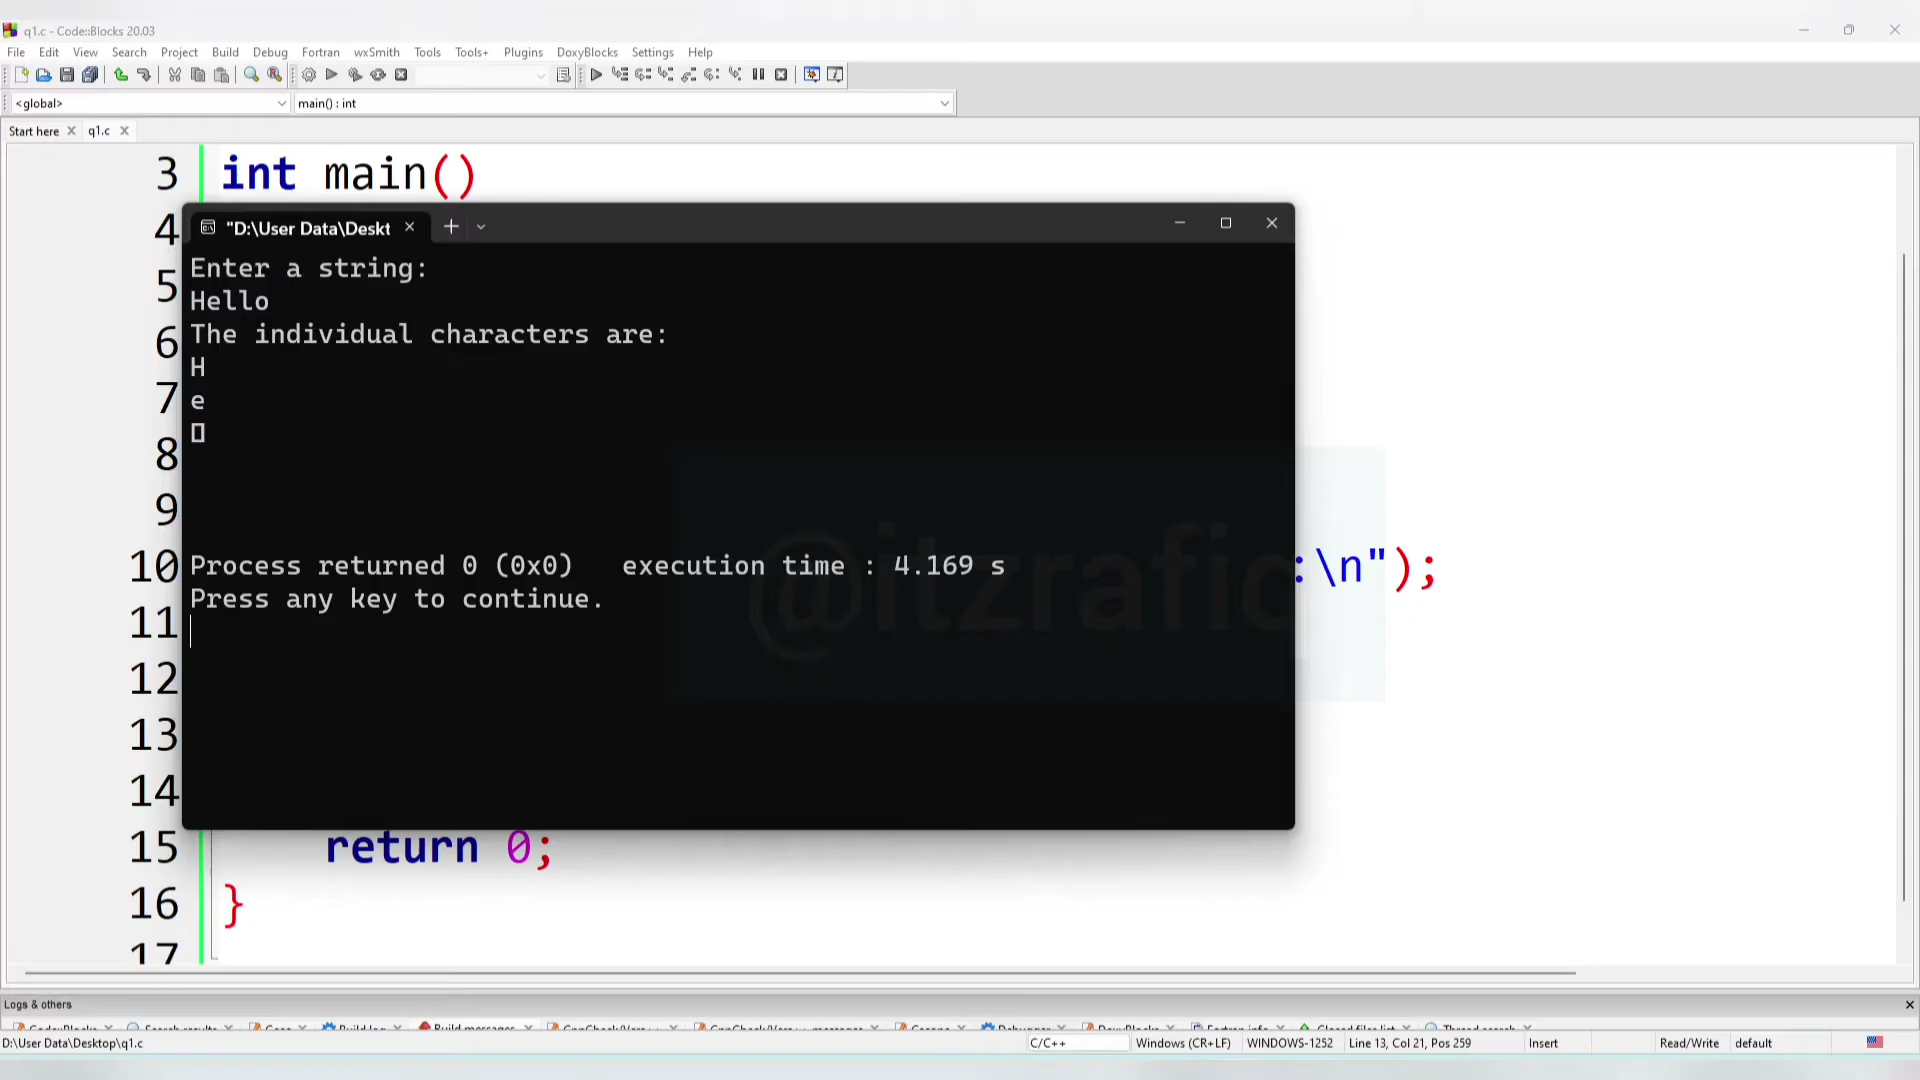 q1.c - Code::Blocks 20.03
File Edit View Search Project Build Debug Fortran wxSmith Tools Tools+ Plugins DoxyBlocks Settings Help
<global> main() : int
Start here q1.c
3 int main()
4
5
6
7
8
9
10 :\n");
11
12
13
14
15 return 0;
16 }
17
"D:\User Data\Deskt
Enter a string:
Hello
The individual characters are:
H
e
Process returned 0 (0x0) execution time : 4.169 s
Press any key to continue.
@itzrafic
Logs & others
Code::Blocks Search results Cccc Build log Build messages CppCheck/Vera++ CppCheck/Vera++ messages Cscope Debugger DoxyBlocks Fortran info Closed files list Thread search
D:\User Data\Desktop\q1.c C/C++ Windows (CR+LF) WINDOWS-1252 Line 13, Col 21, Pos 259 Insert Read/Write default